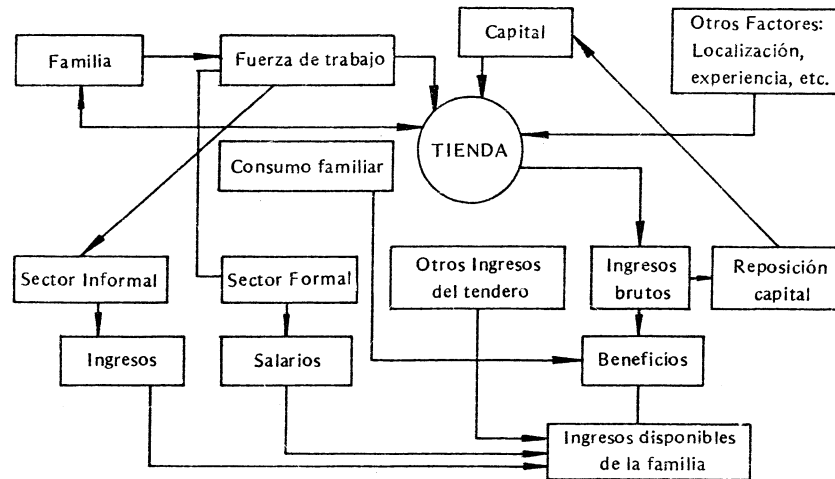 Familia
Fuerza de trabajo
Capital
Otros Factores:
Localización,
experiencia, etc.
TIENDA
Consumo familiar
Sector Informal
Sector Formal
Otros Ingresos
del tendero
Ingresos
brutos
Reposición
capital
Ingresos
Salarios
Beneficios
Ingresos disponibles
de la familia